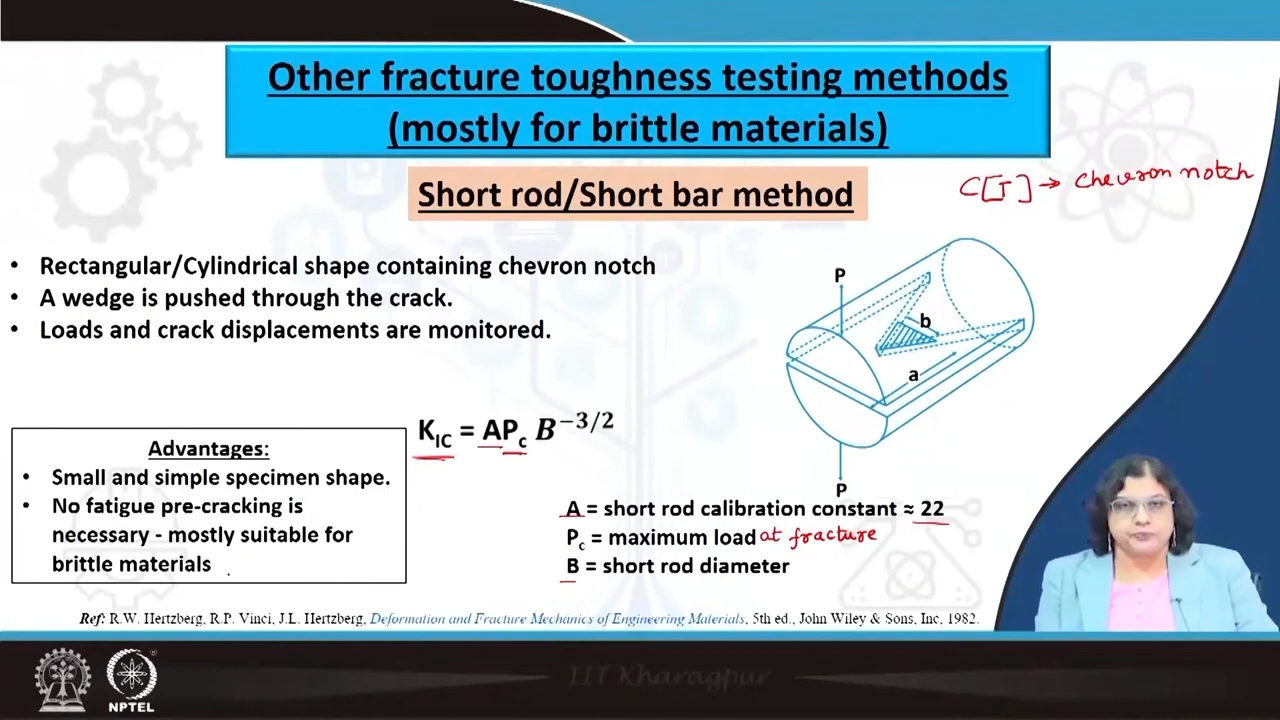 Other fracture toughness testing methods
(mostly for brittle materials)
Short rod/Short bar method
C[T] → chevron notch
• Rectangular/Cylindrical shape containing chevron notch
• A wedge is pushed through the crack.
• Loads and crack displacements are monitored.
P
b
a
P
K_IC = AP_c B^{-3/2}
Advantages:
• Small and simple specimen shape.
• No fatigue pre-cracking is
necessary - mostly suitable for
brittle materials
A = short rod calibration constant ≈ 22
P_c = maximum load at fracture
B = short rod diameter
Ref: R.W. Hertzberg, R.P. Vinci, J.L. Hertzberg, Deformation and Fracture Mechanics of Engineering Materials, 5th ed., John Wiley & Sons, Inc, 1982.
NPTEL
IIT Kharagpur